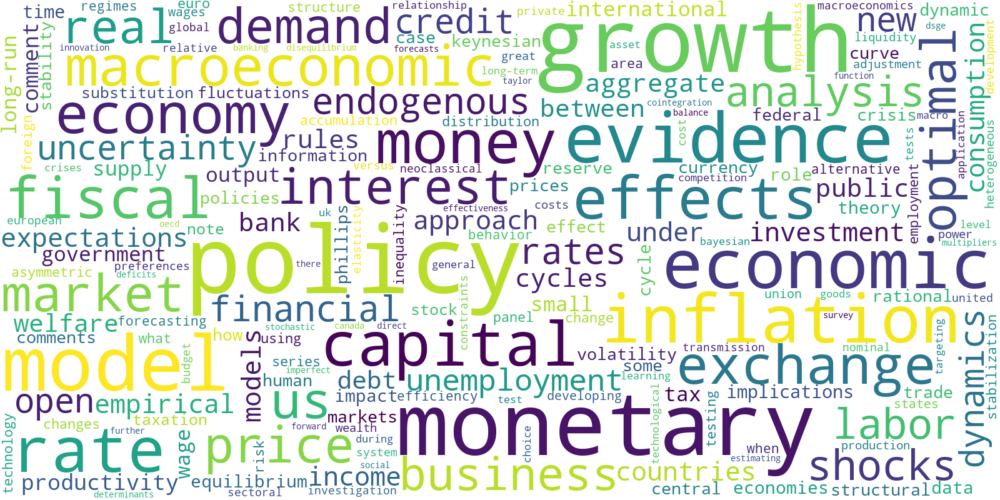 time
regimes
euro
structure
relationship
private
international
macroeconomics
new
dynamic
wages
global
real
demand
credit
growth
hypothesis
dsge
development
innovation
relative
banking
disequilibrium
forecasts
case
keynesian
asset
liquidity
long-run
comment
stability
macroeconomic
long-term
taylor
great
area
curve
adjustment
consumption
substitution
fluctuations
aggregate
analysis
optimal
function
economy
endogenous
between
cointegration
federal
crisis
macro
accumulation
distribution
balance
foreign
uncertainty
rules
money
evidence
cost
tests
application
heterogeneous
crises
supply
information
versus
neoclassical
currency
role
alternative
output
interest
reserve
competition
employment
fiscal
policies
prices
effects
public
european
note
bank
uk
phillips
elasticity
inequality
effectiveness
costs
approach
behavior
effect
under
theory
level
power
expectations
oecd
policy
rates
investment
bayesian
multipliers
government
there
general
cycles
cycle
economic
asymmetric
preferences
deficits
market
financial
stock
constraints
small
panel
change
inflation
union
goods
rational
united
welfare
forecasting
stochastic
canada
direct
capital
survey
comments
what
how
using
imperfect
model
models
volatility
transmission
nominal
targeting
stabilization
dynamics
budget
series
human
debt
unemployment
some
learning
exchange
open
empirical
us
impact
efficiency
test
developing
tax
implications
trade
changes
taxation
markets
forward
wealth
monetary
technological
testing
when
labor
states
technology
further
wage
price
during
rate
risk
system
choice
production
productivity
equilibrium
income
social
business
countries
shocks
determinants
sectoral
investigation
central
economies
estimating
structural
data